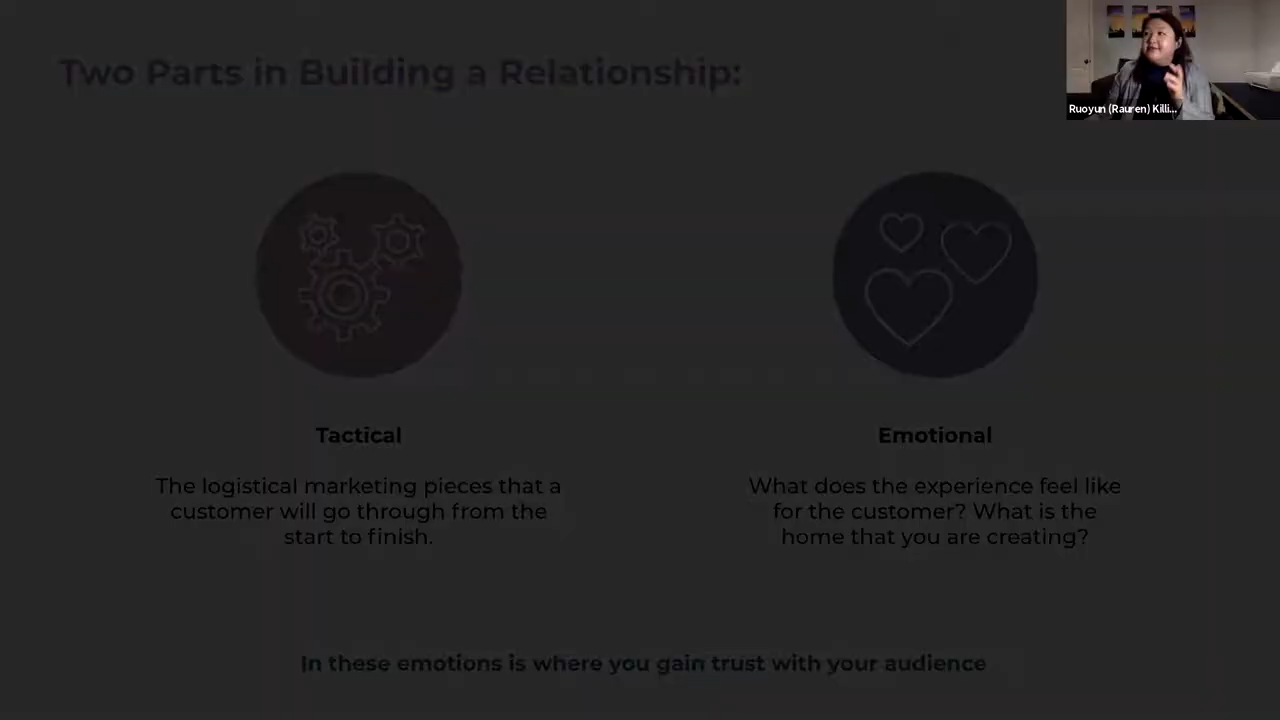 Two Parts in Building a Relationship:
Ruoyun (Rauren) Killi...
Tactical
The logistical marketing pieces that a
customer will go through from the
start to finish.
Emotional
What does the experience feel like
for the customer? What is the
home that you are creating?
In these emotions is where you gain trust with your audience